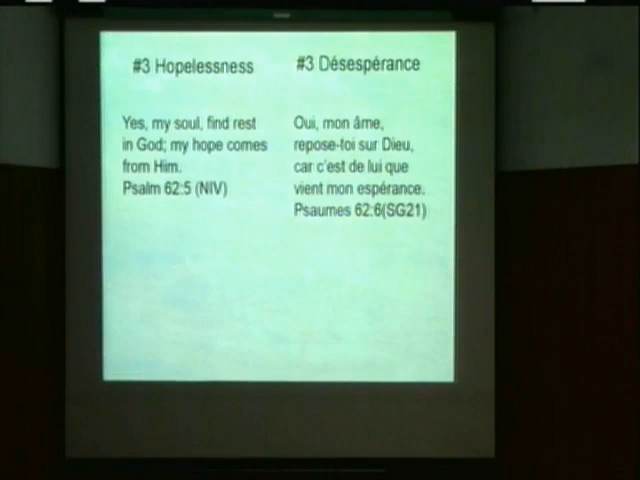 #3 Hopelessness
Yes, my soul, find rest
in God; my hope comes
from Him.
Psalm 62:5 (NIV)
#3 Désespérance
Oui, mon âme,
repose-toi sur Dieu,
car c'est de lui que
vient mon espérance.
Psaumes 62:6(SG21)